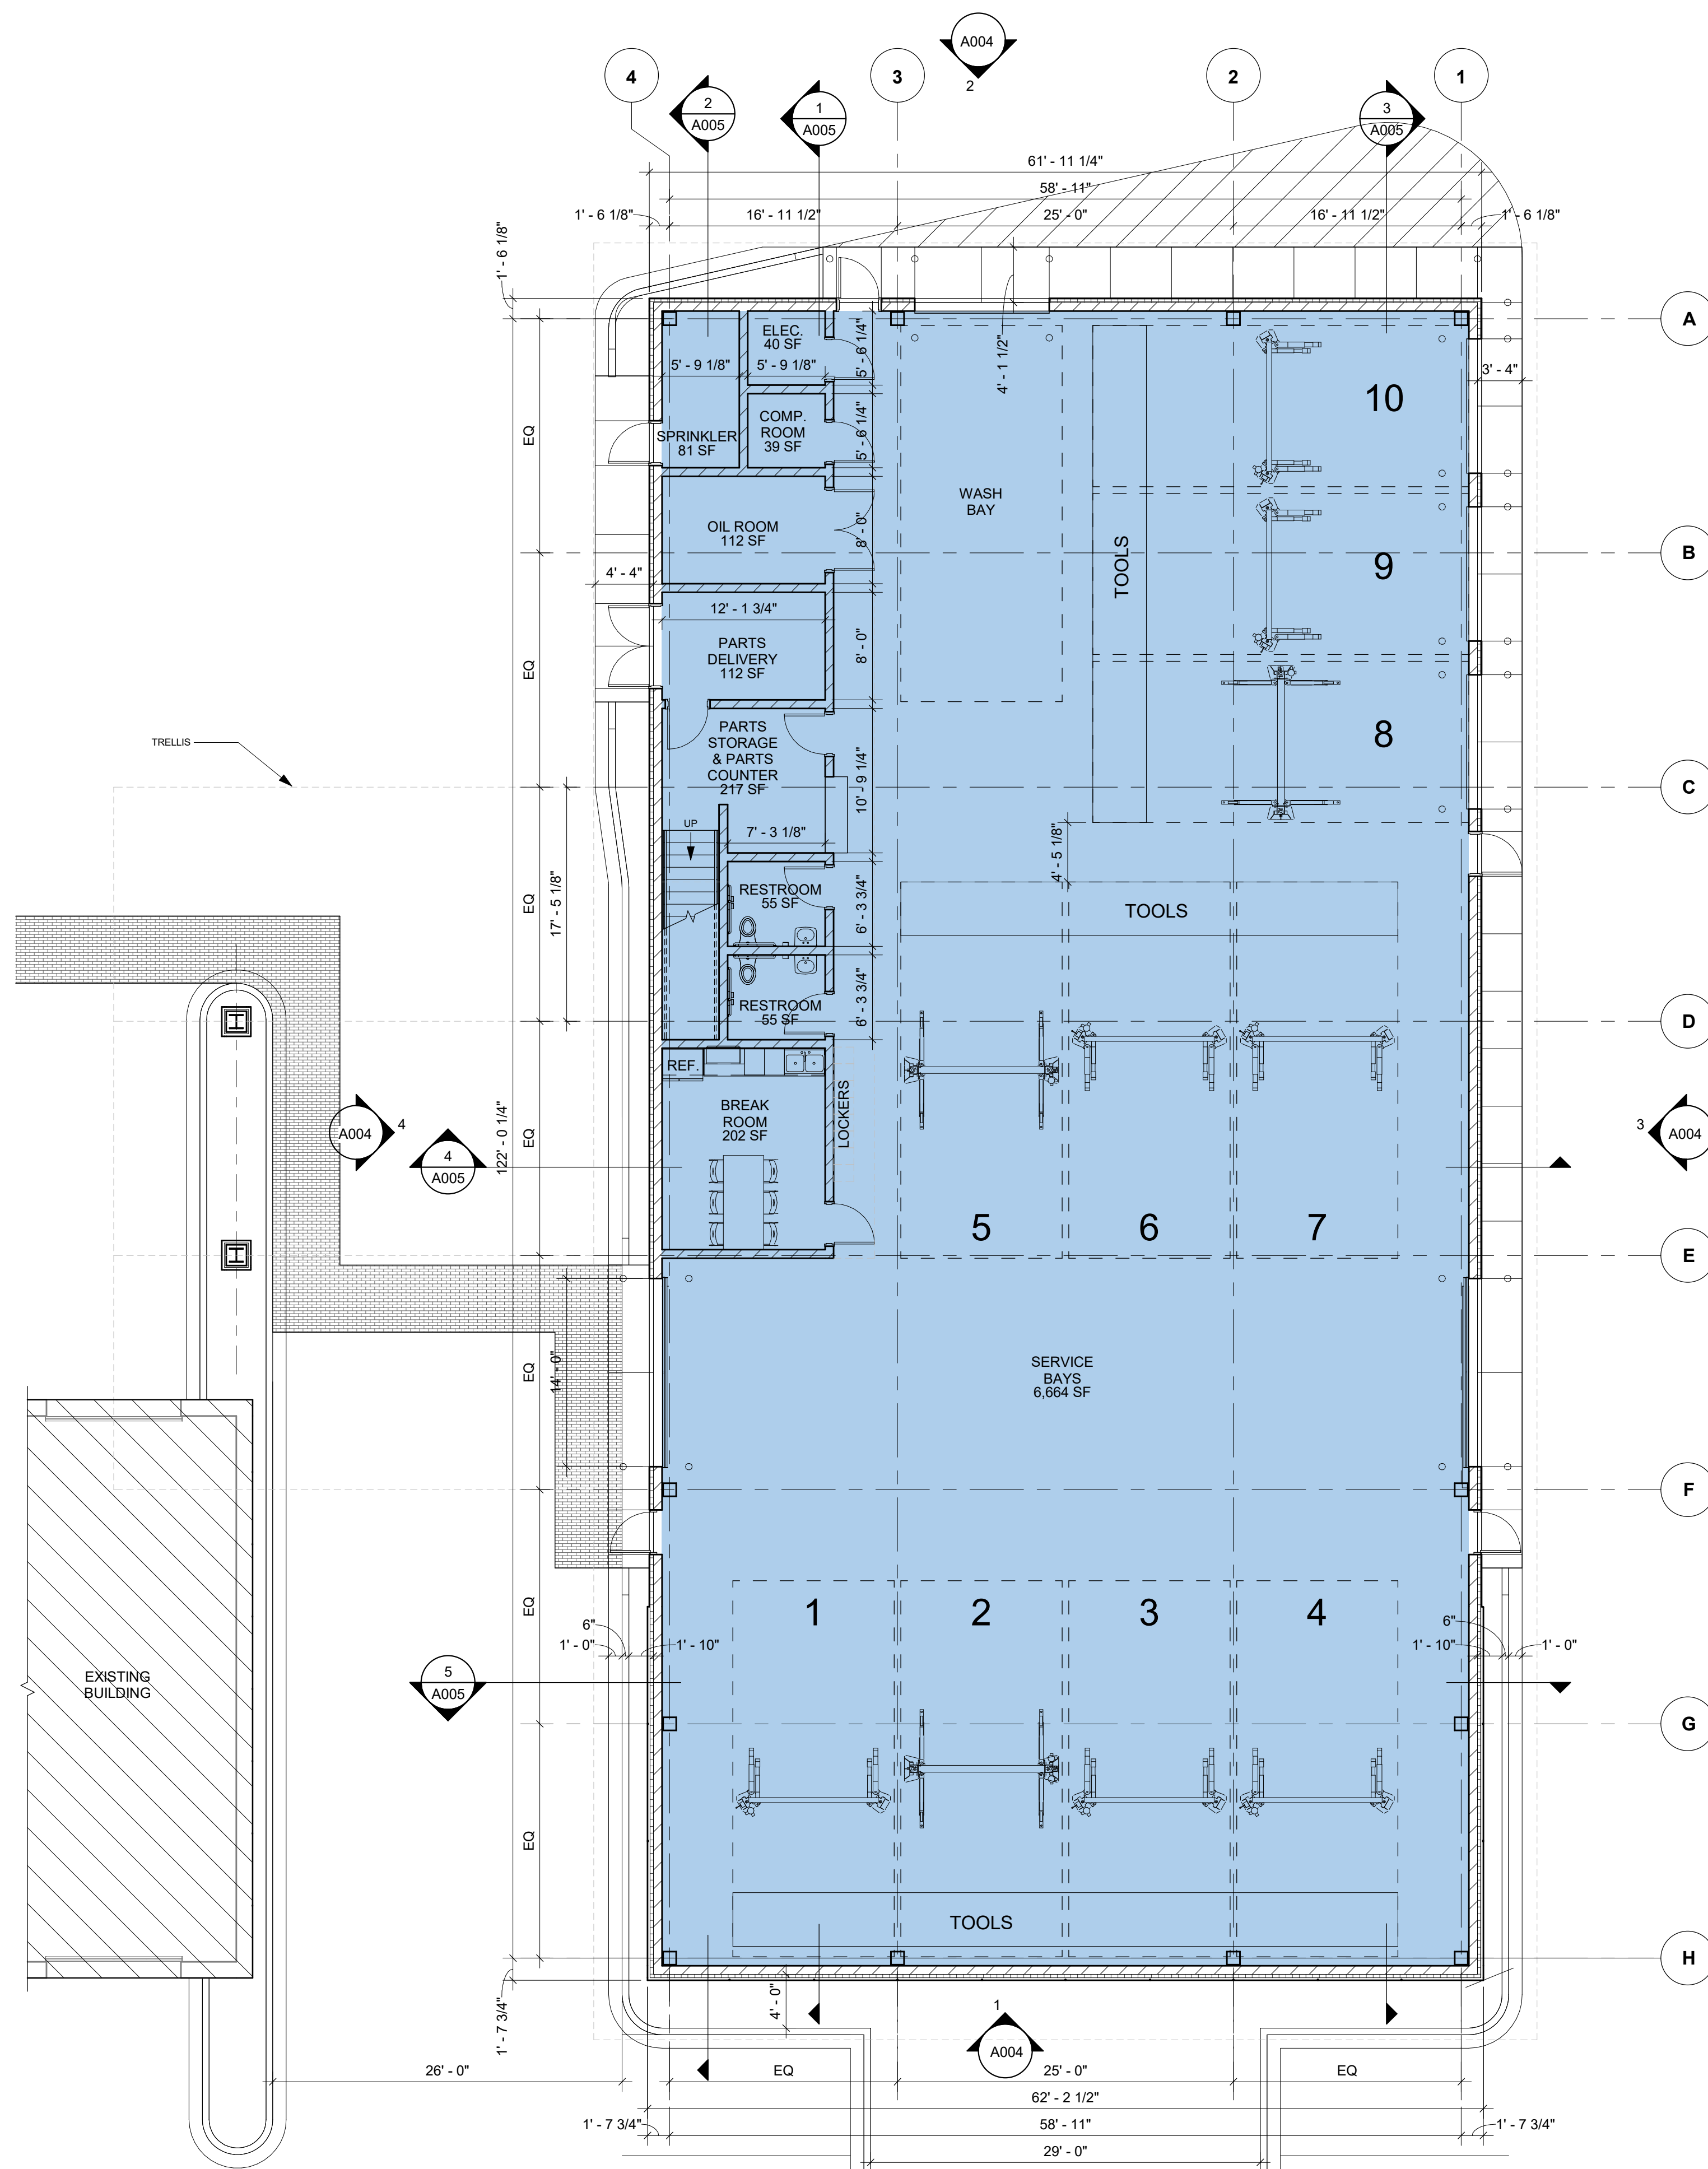 A004
2
4
3
2
1
2
A005
1
A005
3
A005
61' - 11 1/4"
58' - 11"
1' - 6 1/8"
16' - 11 1/2"
25' - 0"
16' - 11 1/2"
1' - 6 1/8"
1' - 6 1/8"
A
ELEC.
40 SF
5' - 6 1/4"
4' - 1 1/2"
5' - 9 1/8"
5' - 9 1/8"
3' - 4"
10
COMP.
ROOM
39 SF
5' - 6 1/4"
SPRINKLER
81 SF
EQ
WASH
BAY
OIL ROOM
112 SF
8' - 0"
TOOLS
B
9
4' - 4"
12' - 1 3/4"
PARTS
DELIVERY
112 SF
8' - 0"
EQ
PARTS
STORAGE
& PARTS
COUNTER
217 SF
10' - 9 1/4"
8
TRELLIS
C
UP
7' - 3 1/8"
4' - 5 1/8"
RESTROOM
55 SF
6' - 3 3/4"
EQ
17' - 5 1/8"
TOOLS
RESTROOM
55 SF
6' - 3 3/4"
D
REF.
BREAK
ROOM
202 SF
LOCKERS
A004
4
EQ
122' - 0 1/4"
4
A005
3
A004
5
6
7
E
SERVICE
BAYS
6,664 SF
EQ
14' - 0"
F
1
2
3
4
EQ
6"
1' - 0"
1' - 10"
6"
1' - 10"
1' - 0"
EXISTING
BUILDING
5
A005
G
EQ
TOOLS
H
1' - 7 3/4"
4' - 0"
1
A004
26' - 0"
EQ
25' - 0"
EQ
62' - 2 1/2"
1' - 7 3/4"
58' - 11"
1' - 7 3/4"
29' - 0"